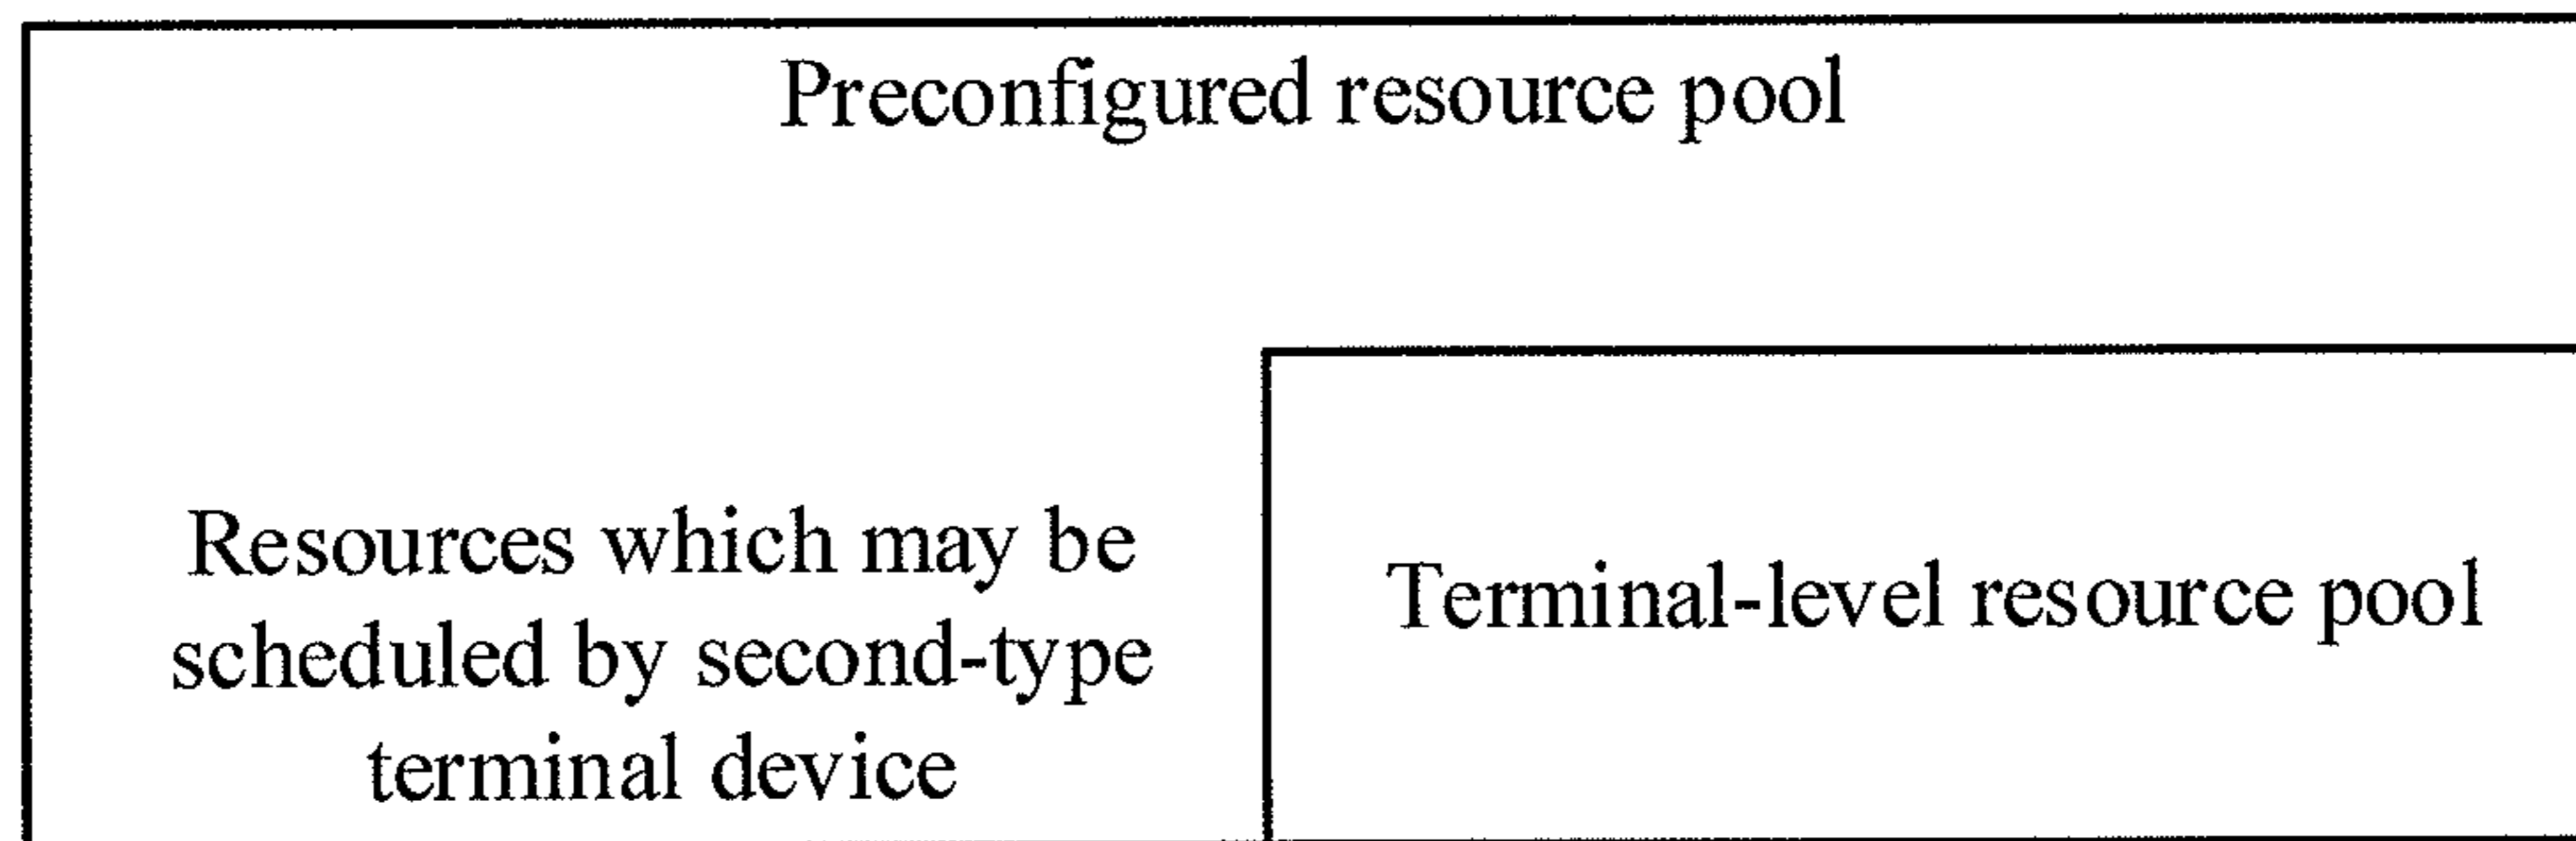 Preconfigured resource pool
Resources which may be
scheduled by second-type
terminal device
Terminal-level resource pool